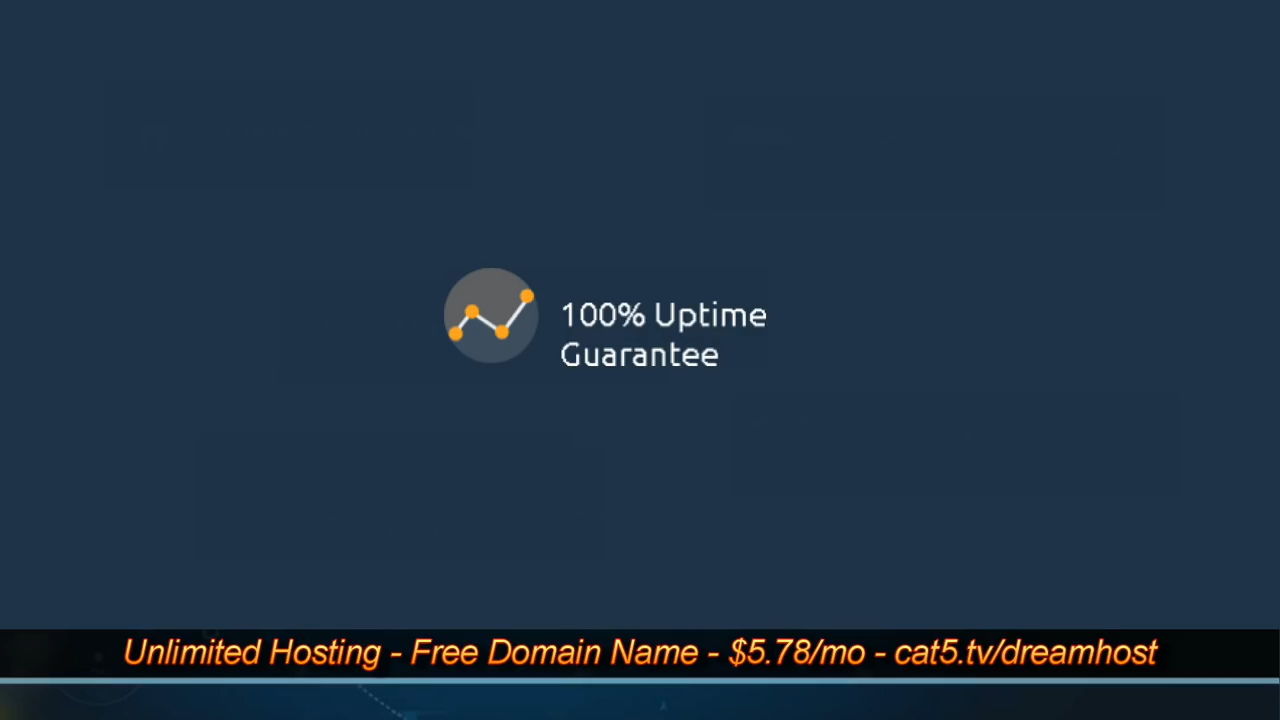 100% Uptime
Guarantee
Unlimited Hosting - Free Domain Name - $5.78/mo - cat5.tv/dreamhost